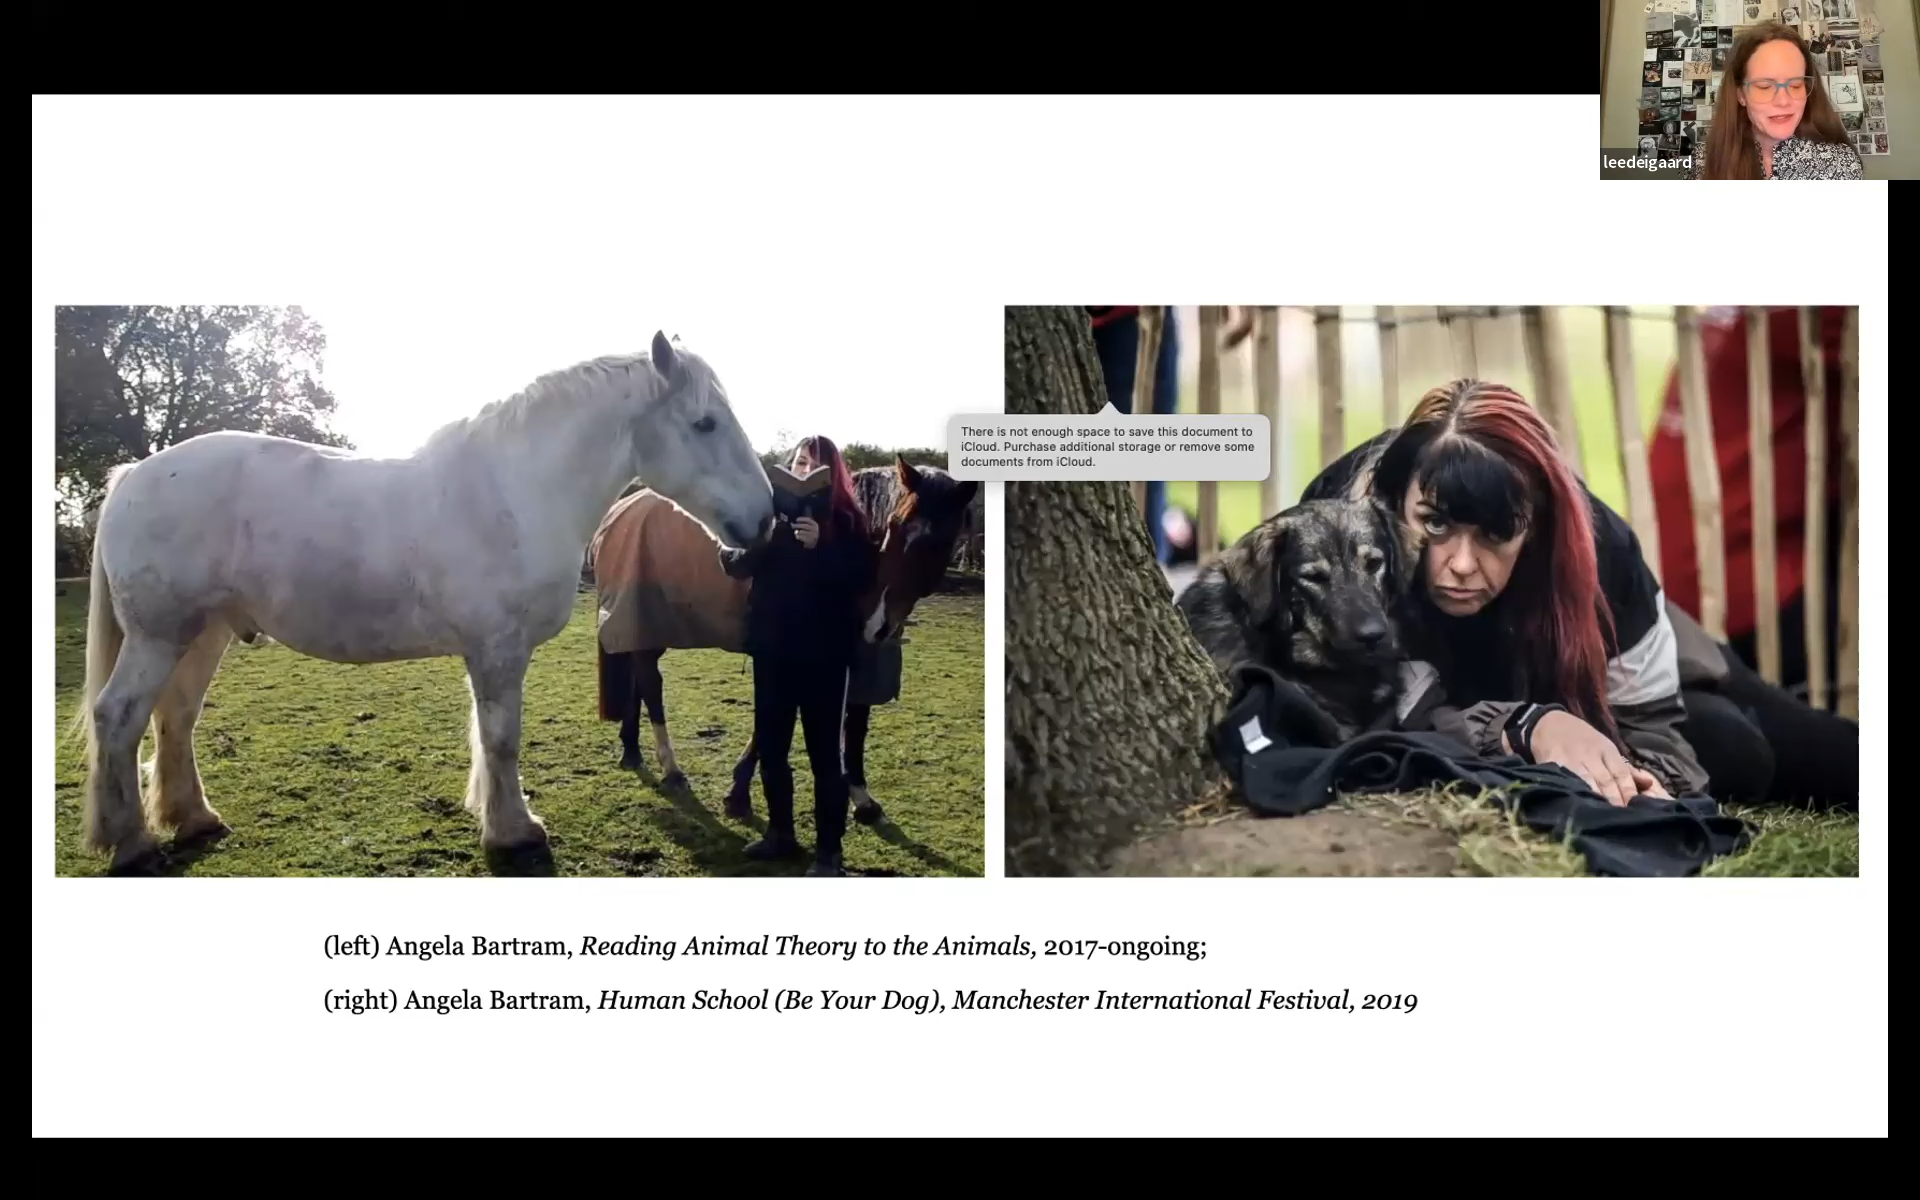 leedeigaard
There is not enough space to save this document to
iCloud. Purchase additional storage or remove some
documents from iCloud.
(left) Angela Bartram, Reading Animal Theory to the Animals, 2017-ongoing;
(right) Angela Bartram, Human School (Be Your Dog), Manchester International Festival, 2019